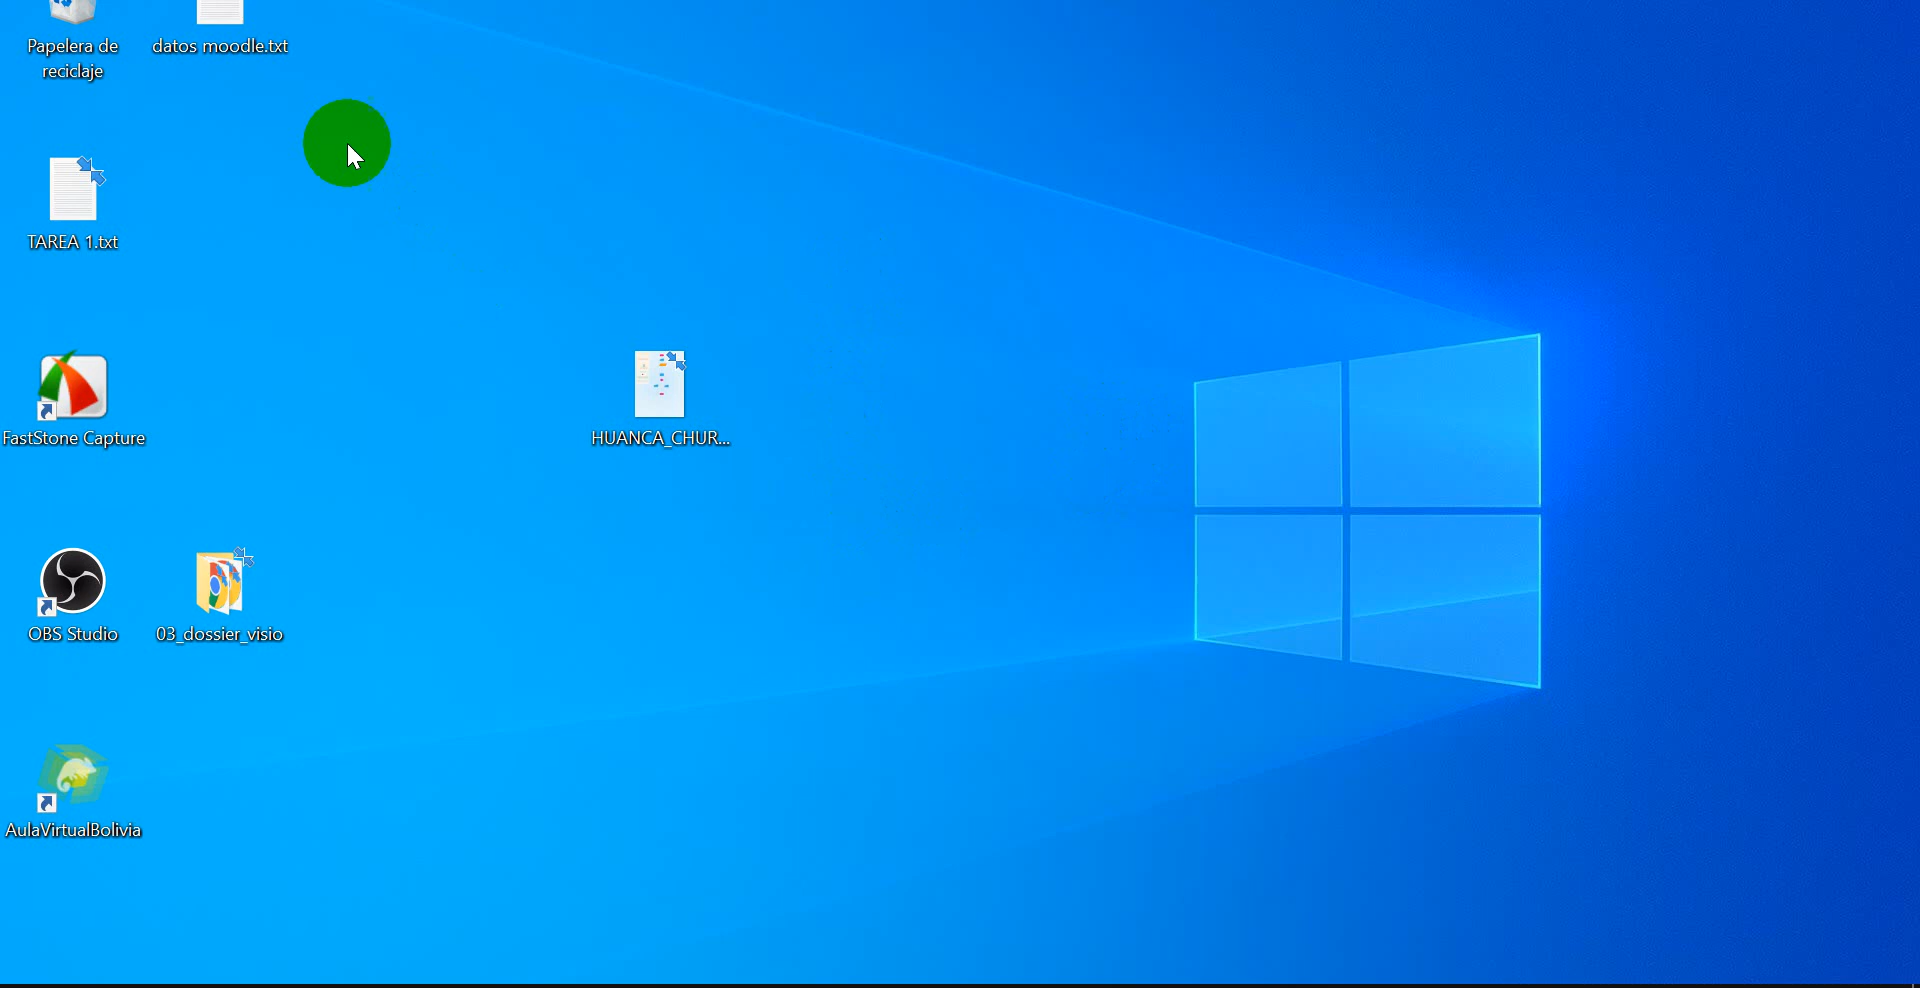 Papelera de
reciclaje
datos moodle.txt
TAREA 1.txt
FastStone Capture
HUANCA_CHUR...
OBS Studio
03_dossier_visio
AulaVirtualBolivia